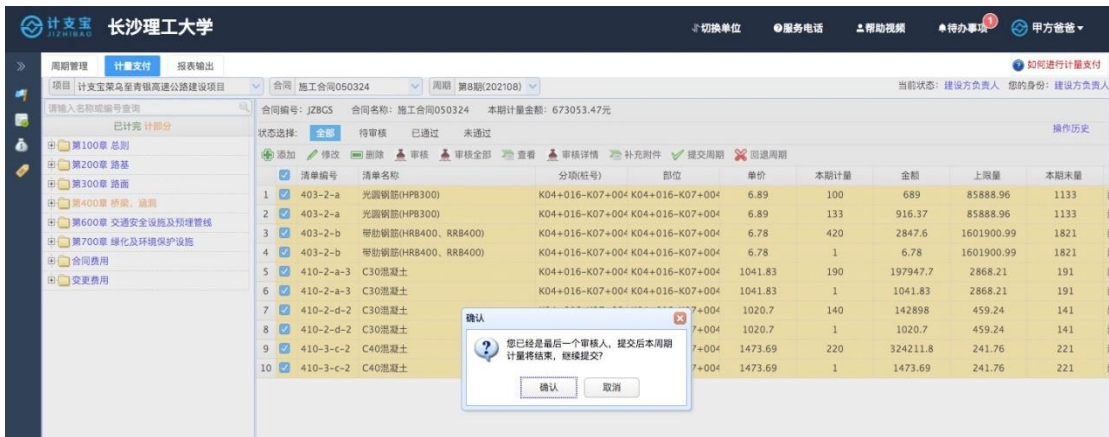 计支宝 JIZHIBAO 长沙理工大学 切换单位 服务电话 帮助视频 待办事项 1 甲方爸爸
周期管理 计量支付 报表输出 如何进行计量支付
项目 计支宝荣乌至青银高速公路建设项目 合同 施工合同050324 周期 第8期(202108) 当前状态: 建设方负责人 您的身份: 建设方负责人
请输入名称或编号查询
已计完 计部分
第100章 总则
第200章 路基
第300章 路面
第400章 桥梁、涵洞
第600章 交通安全设施及预埋管线
第700章 绿化及环境保护设施
合同费用
变更费用
合同编号: JZBGS 合同名称: 施工合同050324 本期计量金额: 673053.47元
状态选择: 全部 待审核 已通过 未通过 操作历史
添加 修改 删除 审核 审核全部 查看 审核详情 补充附件 提交周期 回退周期
清单编号 清单名称 分项(桩号) 部位 单价 本期计量 金额 上限量 本期末量
1 403-2-a 光圆钢筋(HPB300) K04+016-K07+004 K04+016-K07+004 6.89 100 689 85888.96 1133
2 403-2-a 光圆钢筋(HPB300) K04+016-K07+004 K04+016-K07+004 6.89 133 916.37 85888.96 1133
3 403-2-b 带肋钢筋(HRB400、RRB400) K04+016-K07+004 K04+016-K07+004 6.78 420 2847.6 1601900.99 1821
4 403-2-b 带肋钢筋(HRB400、RRB400) K04+016-K07+004 K04+016-K07+004 6.78 1 6.78 1601900.99 1821
5 410-2-a-3 C30混凝土 K04+016-K07+004 K04+016-K07+004 1041.83 190 197947.7 2868.21 191
6 410-2-a-3 C30混凝土 K04+016-K07+004 K04+016-K07+004 1041.83 1 1041.83 2868.21 191
7 410-2-d-2 C30混凝土 7+004 1020.7 140 142898 459.24 141
8 410-2-d-2 C30混凝土 7+004 1020.7 1 1020.7 459.24 141
9 410-3-c-2 C40混凝土 7+004 1473.69 220 324211.8 241.76 221
10 410-3-c-2 C40混凝土 7+004 1473.69 1 1473.69 241.76 221
确认
您已经是最后一个审核人，提交后本周期
计量将结束，继续提交?
确认 取消